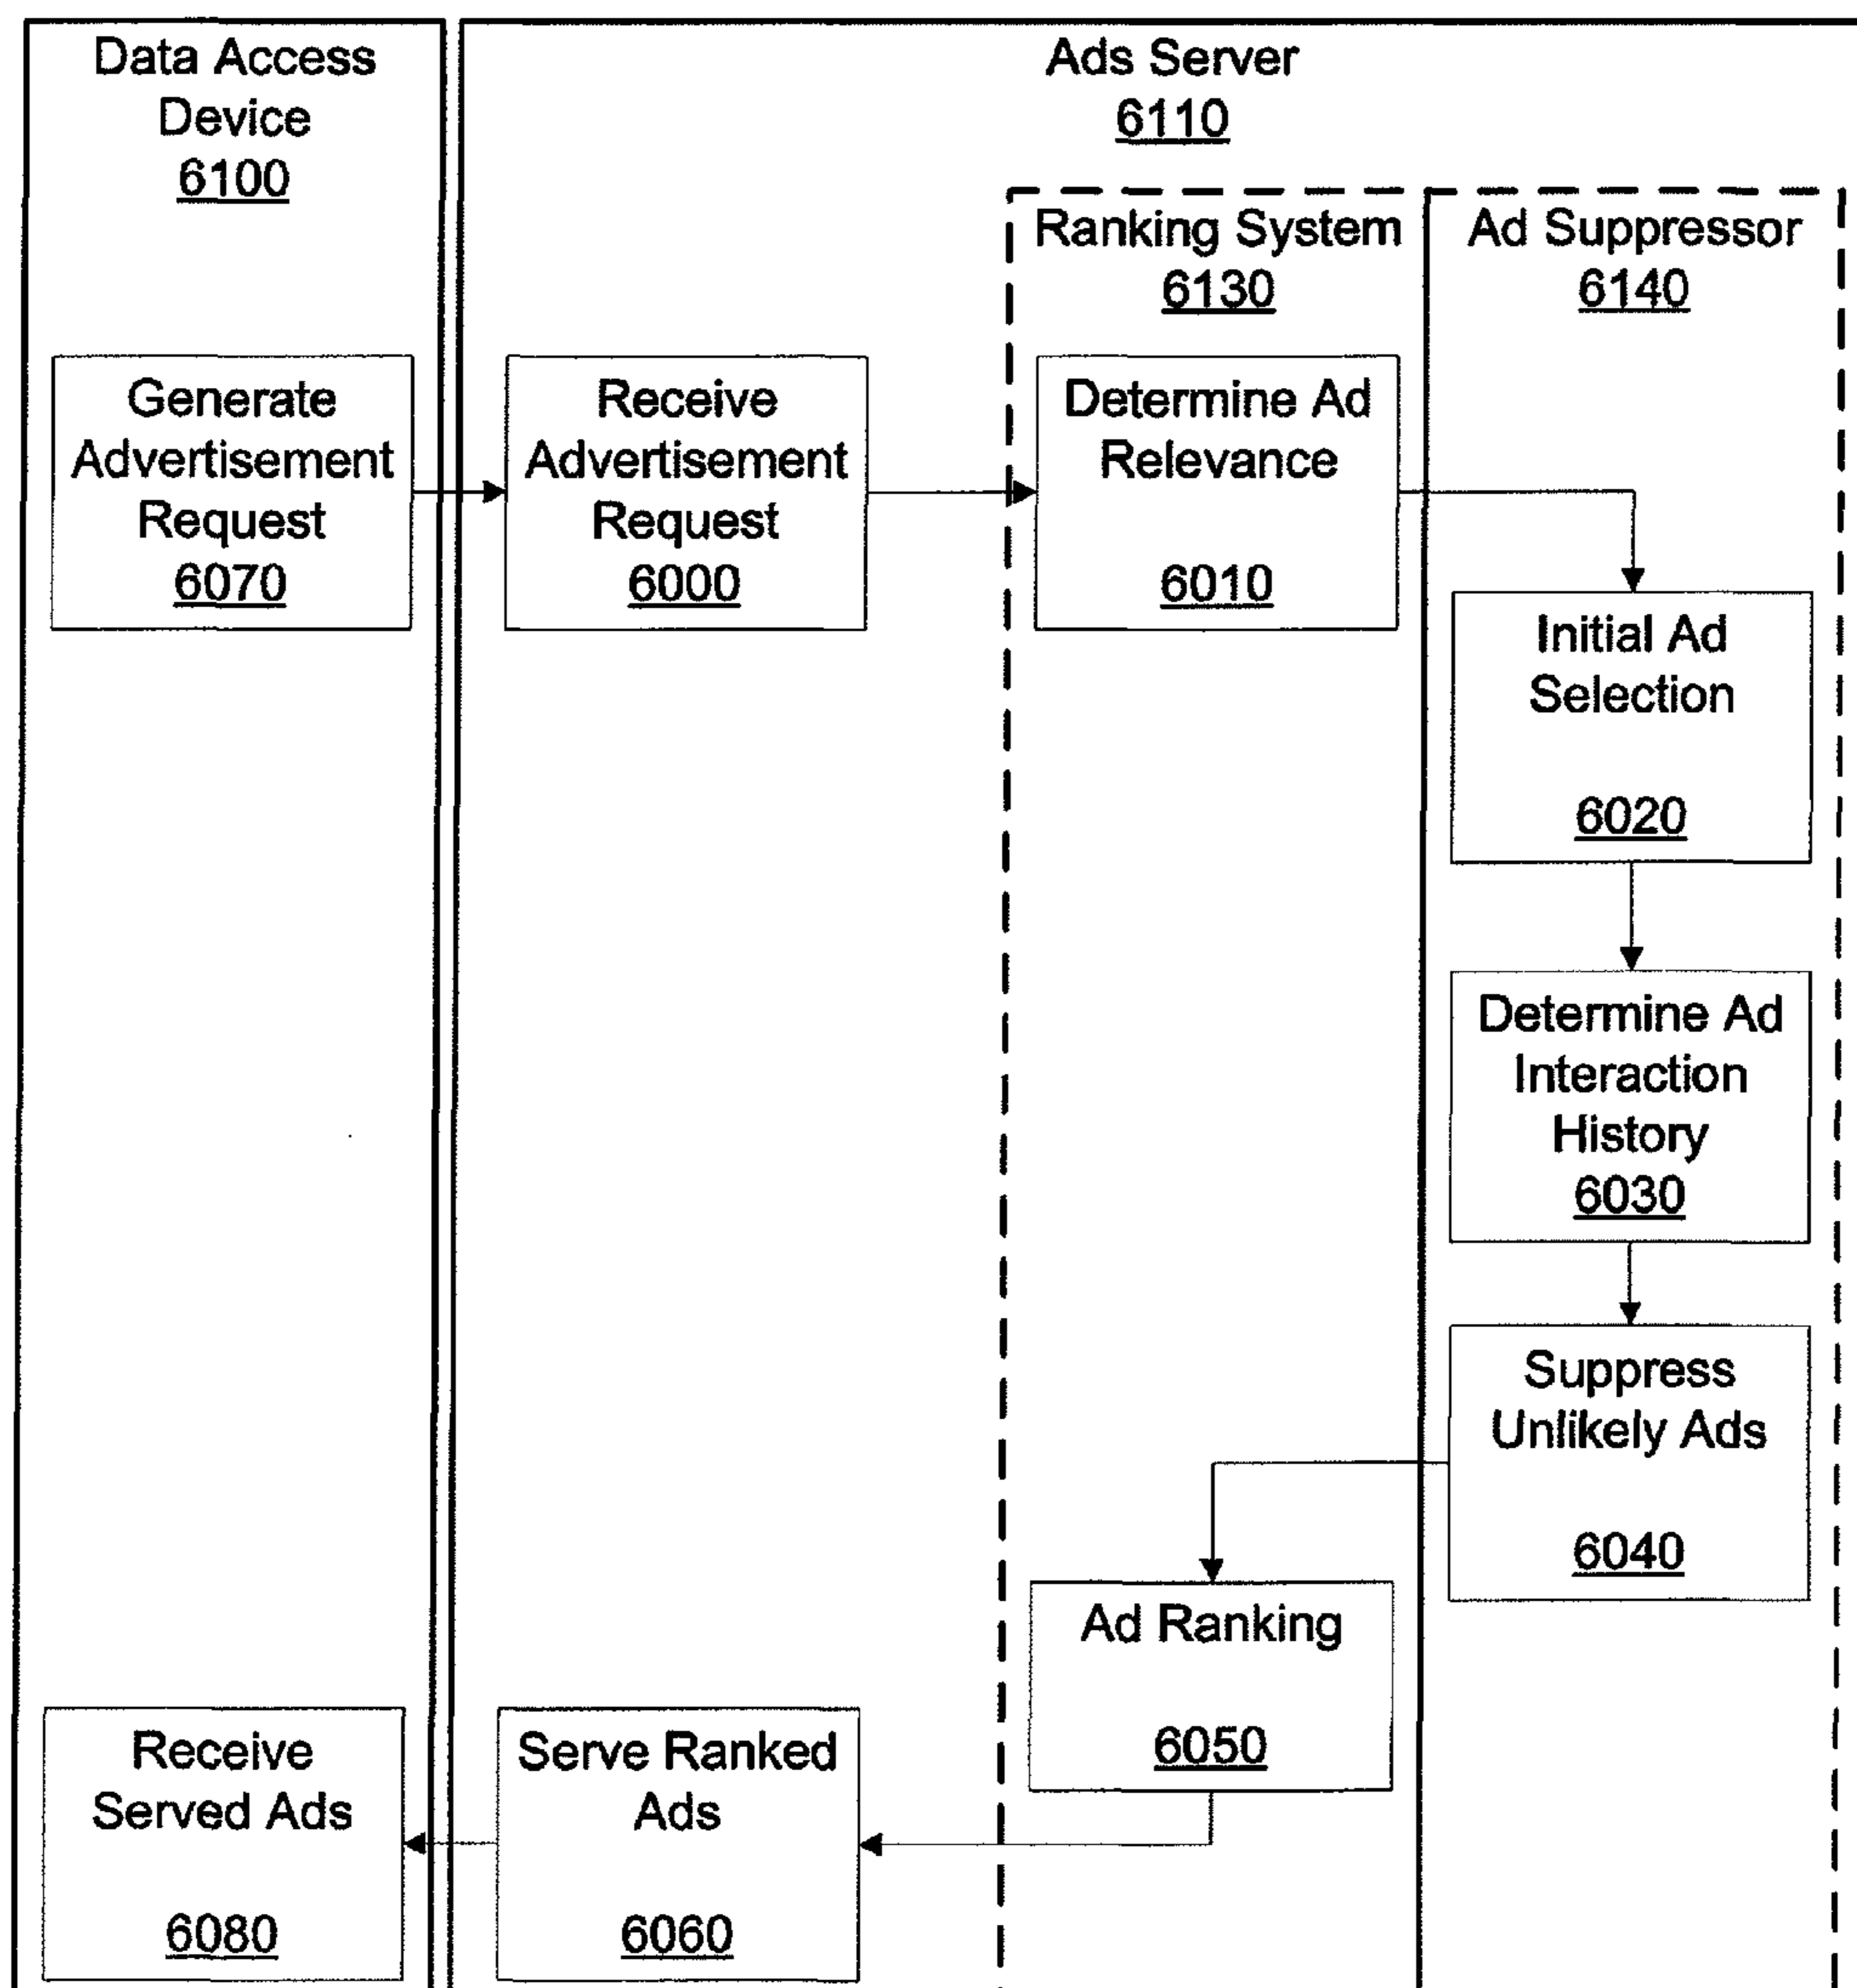 Data Access
Device
6100
Ads Server
6110
Ranking System
6130
Ad Suppressor
6140
Generate
Advertisement
Request
6070
Receive
Advertisement
Request
6000
Determine Ad
Relevance
6010
Initial Ad
Selection
6020
Determine Ad
Interaction
History
6030
Suppress
Unlikely Ads
6040
Ad Ranking
6050
Serve Ranked
Ads
6060
Receive
Served Ads
6080